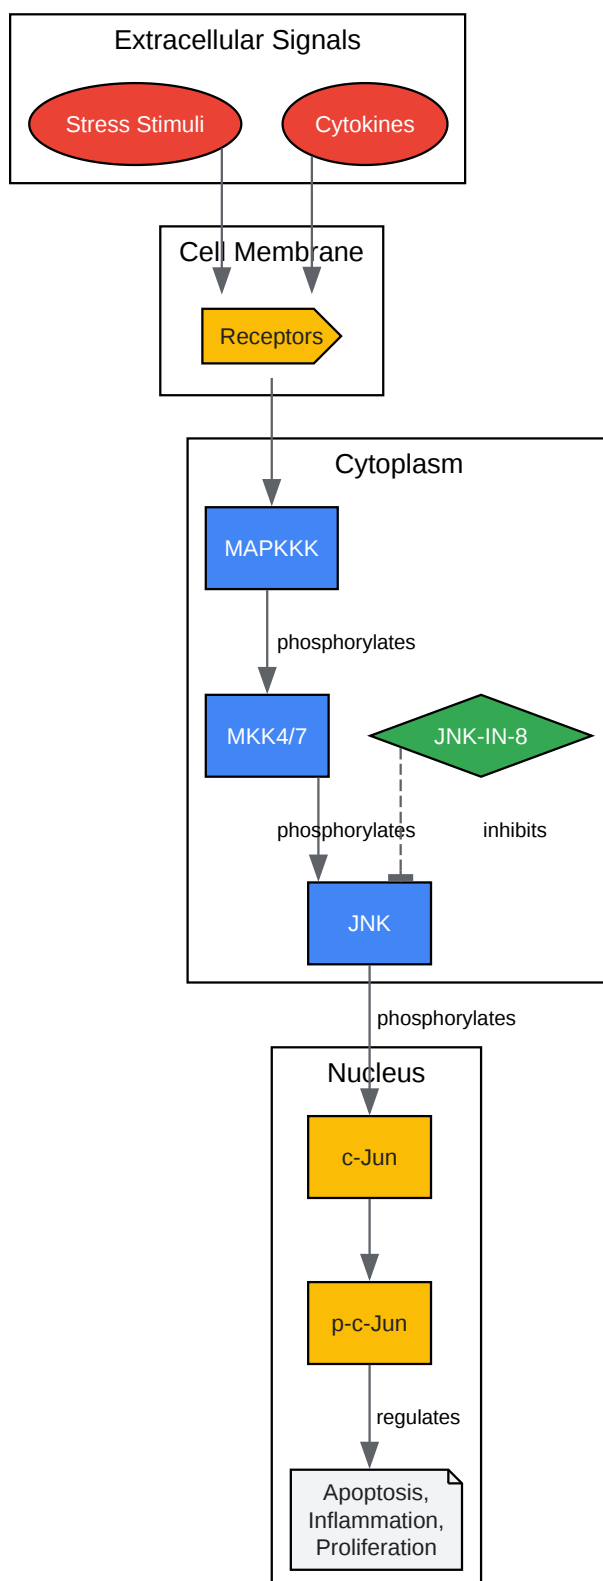 Extracellular Signals
Stress Stimuli
Cytokines
Cell Membrane
Receptors
Cytoplasm
MAPKKK
phosphorylates
MKK4/7
JNK-IN-8
phosphorylates
inhibits
JNK
phosphorylates
Nucleus
c-Jun
p-c-Jun
regulates
Apoptosis,
Inflammation,
Proliferation